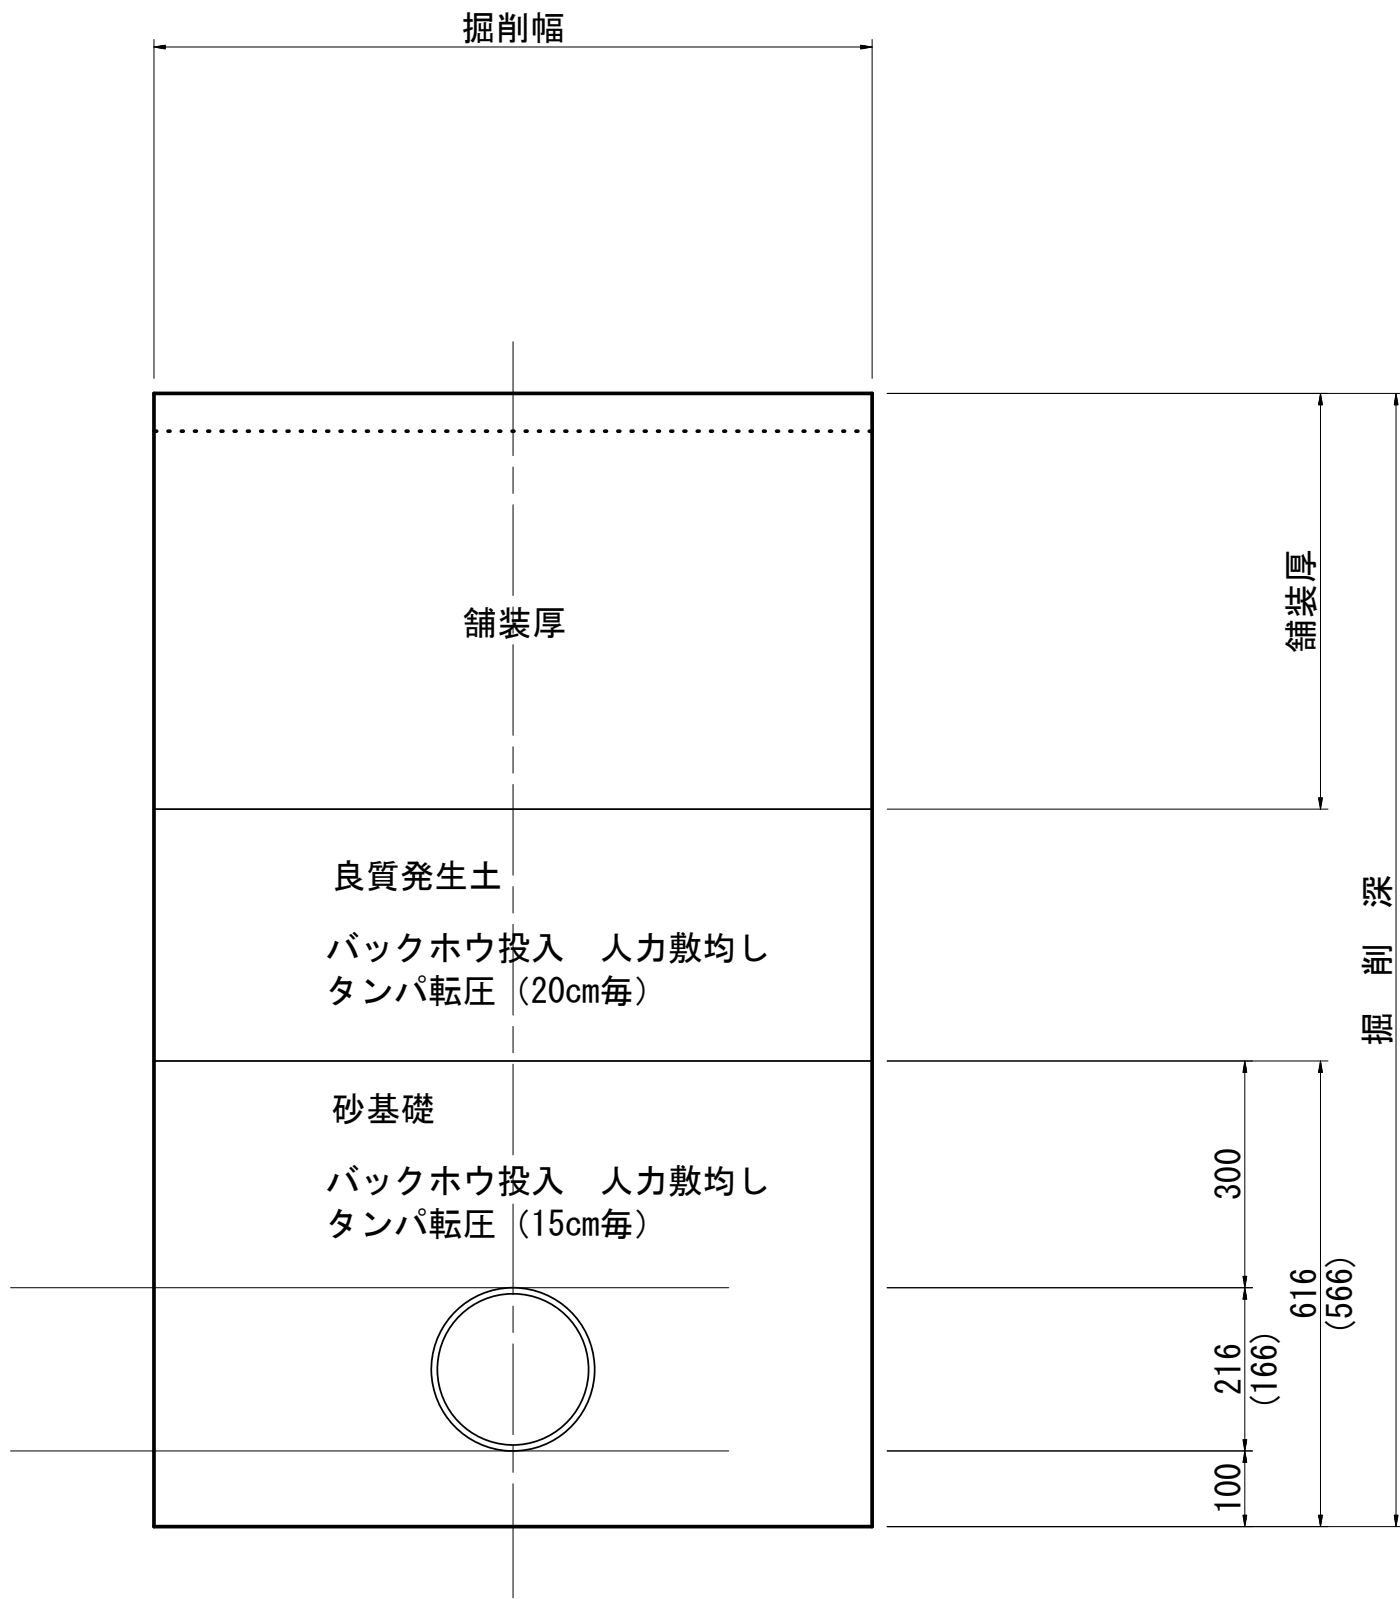 掘削幅
舗装厚
舗装厚
良質発生土
バックホウ投入　人力敷均し
タンパ転圧（20cm毎）
掘　削　深
砂基礎
バックホウ投入　人力敷均し
タンパ転圧（15cm毎）
300
616
(566)
216
(166)
100